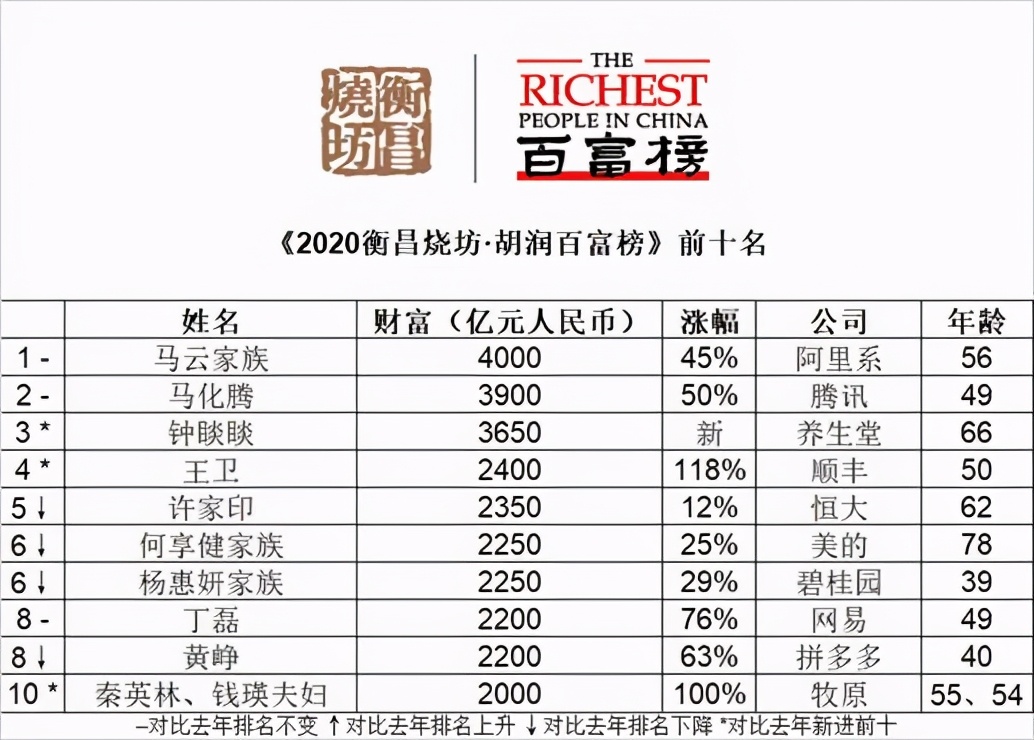 燒衡
坊昌
THE
RICHEST
PEOPLE IN CHINA
百富榜
《2020衡昌烧坊·胡润百富榜》前十名
姓名 财富（亿元人民币） 涨幅 公司 年龄
1 - 马云家族 4000 45% 阿里系 56
2 - 马化腾 3900 50% 腾讯 49
3 * 钟睒睒 3650 新 养生堂 66
4 * 王卫 2400 118% 顺丰 50
5 ↓ 许家印 2350 12% 恒大 62
6 ↓ 何享健家族 2250 25% 美的 78
6 ↓ 杨惠妍家族 2250 29% 碧桂园 39
8 - 丁磊 2200 76% 网易 49
8 ↓ 黄峥 2200 63% 拼多多 40
10 * 秦英林、钱瑛夫妇 2000 100% 牧原 55、54
–对比去年排名不变 ↑对比去年排名上升 ↓对比去年排名下降 *对比去年新进前十